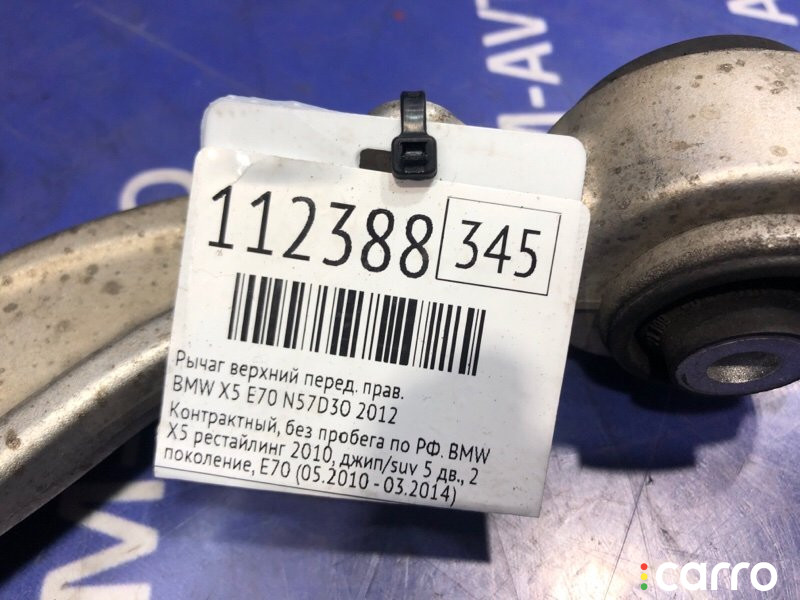 112388 345
Рычаг верхний перед. прав.
BMW X5 E70 N57D30 2012
Контрактный, без пробега по РФ. BMW
X5 рестайлинг 2010, джип/suv 5 дв., 2
поколение, E70 (05.2010 - 03.2014)
carro